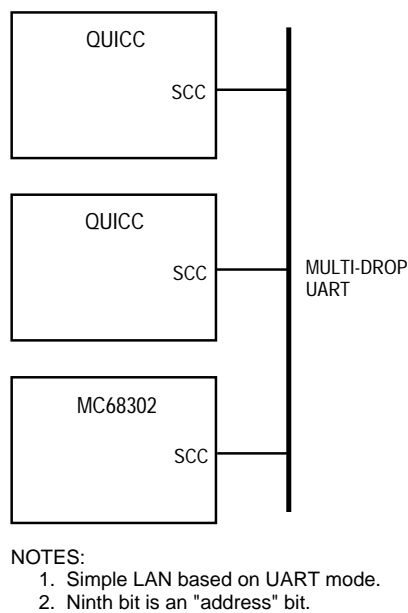 QUICC
SCC
QUICC
SCC
MULTI-DROP
UART
MC68302
SCC
NOTES:
1. Simple LAN based on UART mode.
2. Ninth bit is an "address" bit.